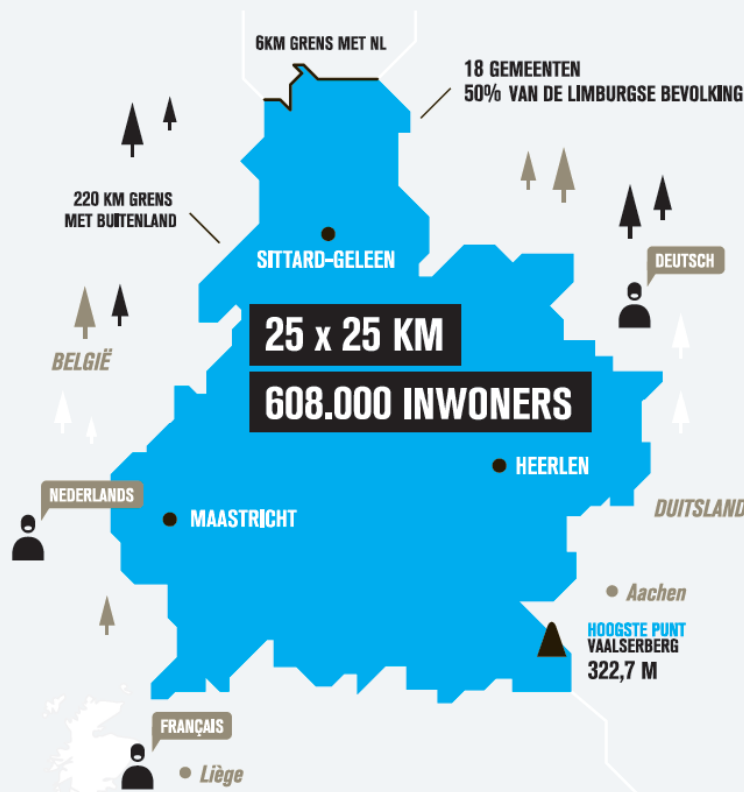 6KM GRENS MET NL
18 GEMEENTEN
50% VAN DE LIMBURGSE BEVOLKING
220 KM GRENS
MET BUITENLAND
SITTARD-GELEEN
DEUTSCH
25 x 25 KM
BELGIË
608.000 INWONERS
HEERLEN
NEDERLANDS
MAASTRICHT
DUITSLAND
Aachen
HOOGSTE PUNT
VAALSERBERG
322,7 M
FRANÇAIS
Liège